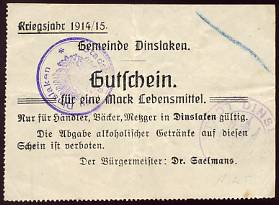 Kriegsjahr 1914/15.
Gemeinde Dinslaken.
Gutschein.
für eine Mark Lebensmittel.
Nur für Händler, Bäcker, Metzger in Dinslaken gültig.
Die Abgabe alkoholischer Getränke auf diesen
Schein ist verboten.
Der Bürgermeister: Dr. Saelmans.